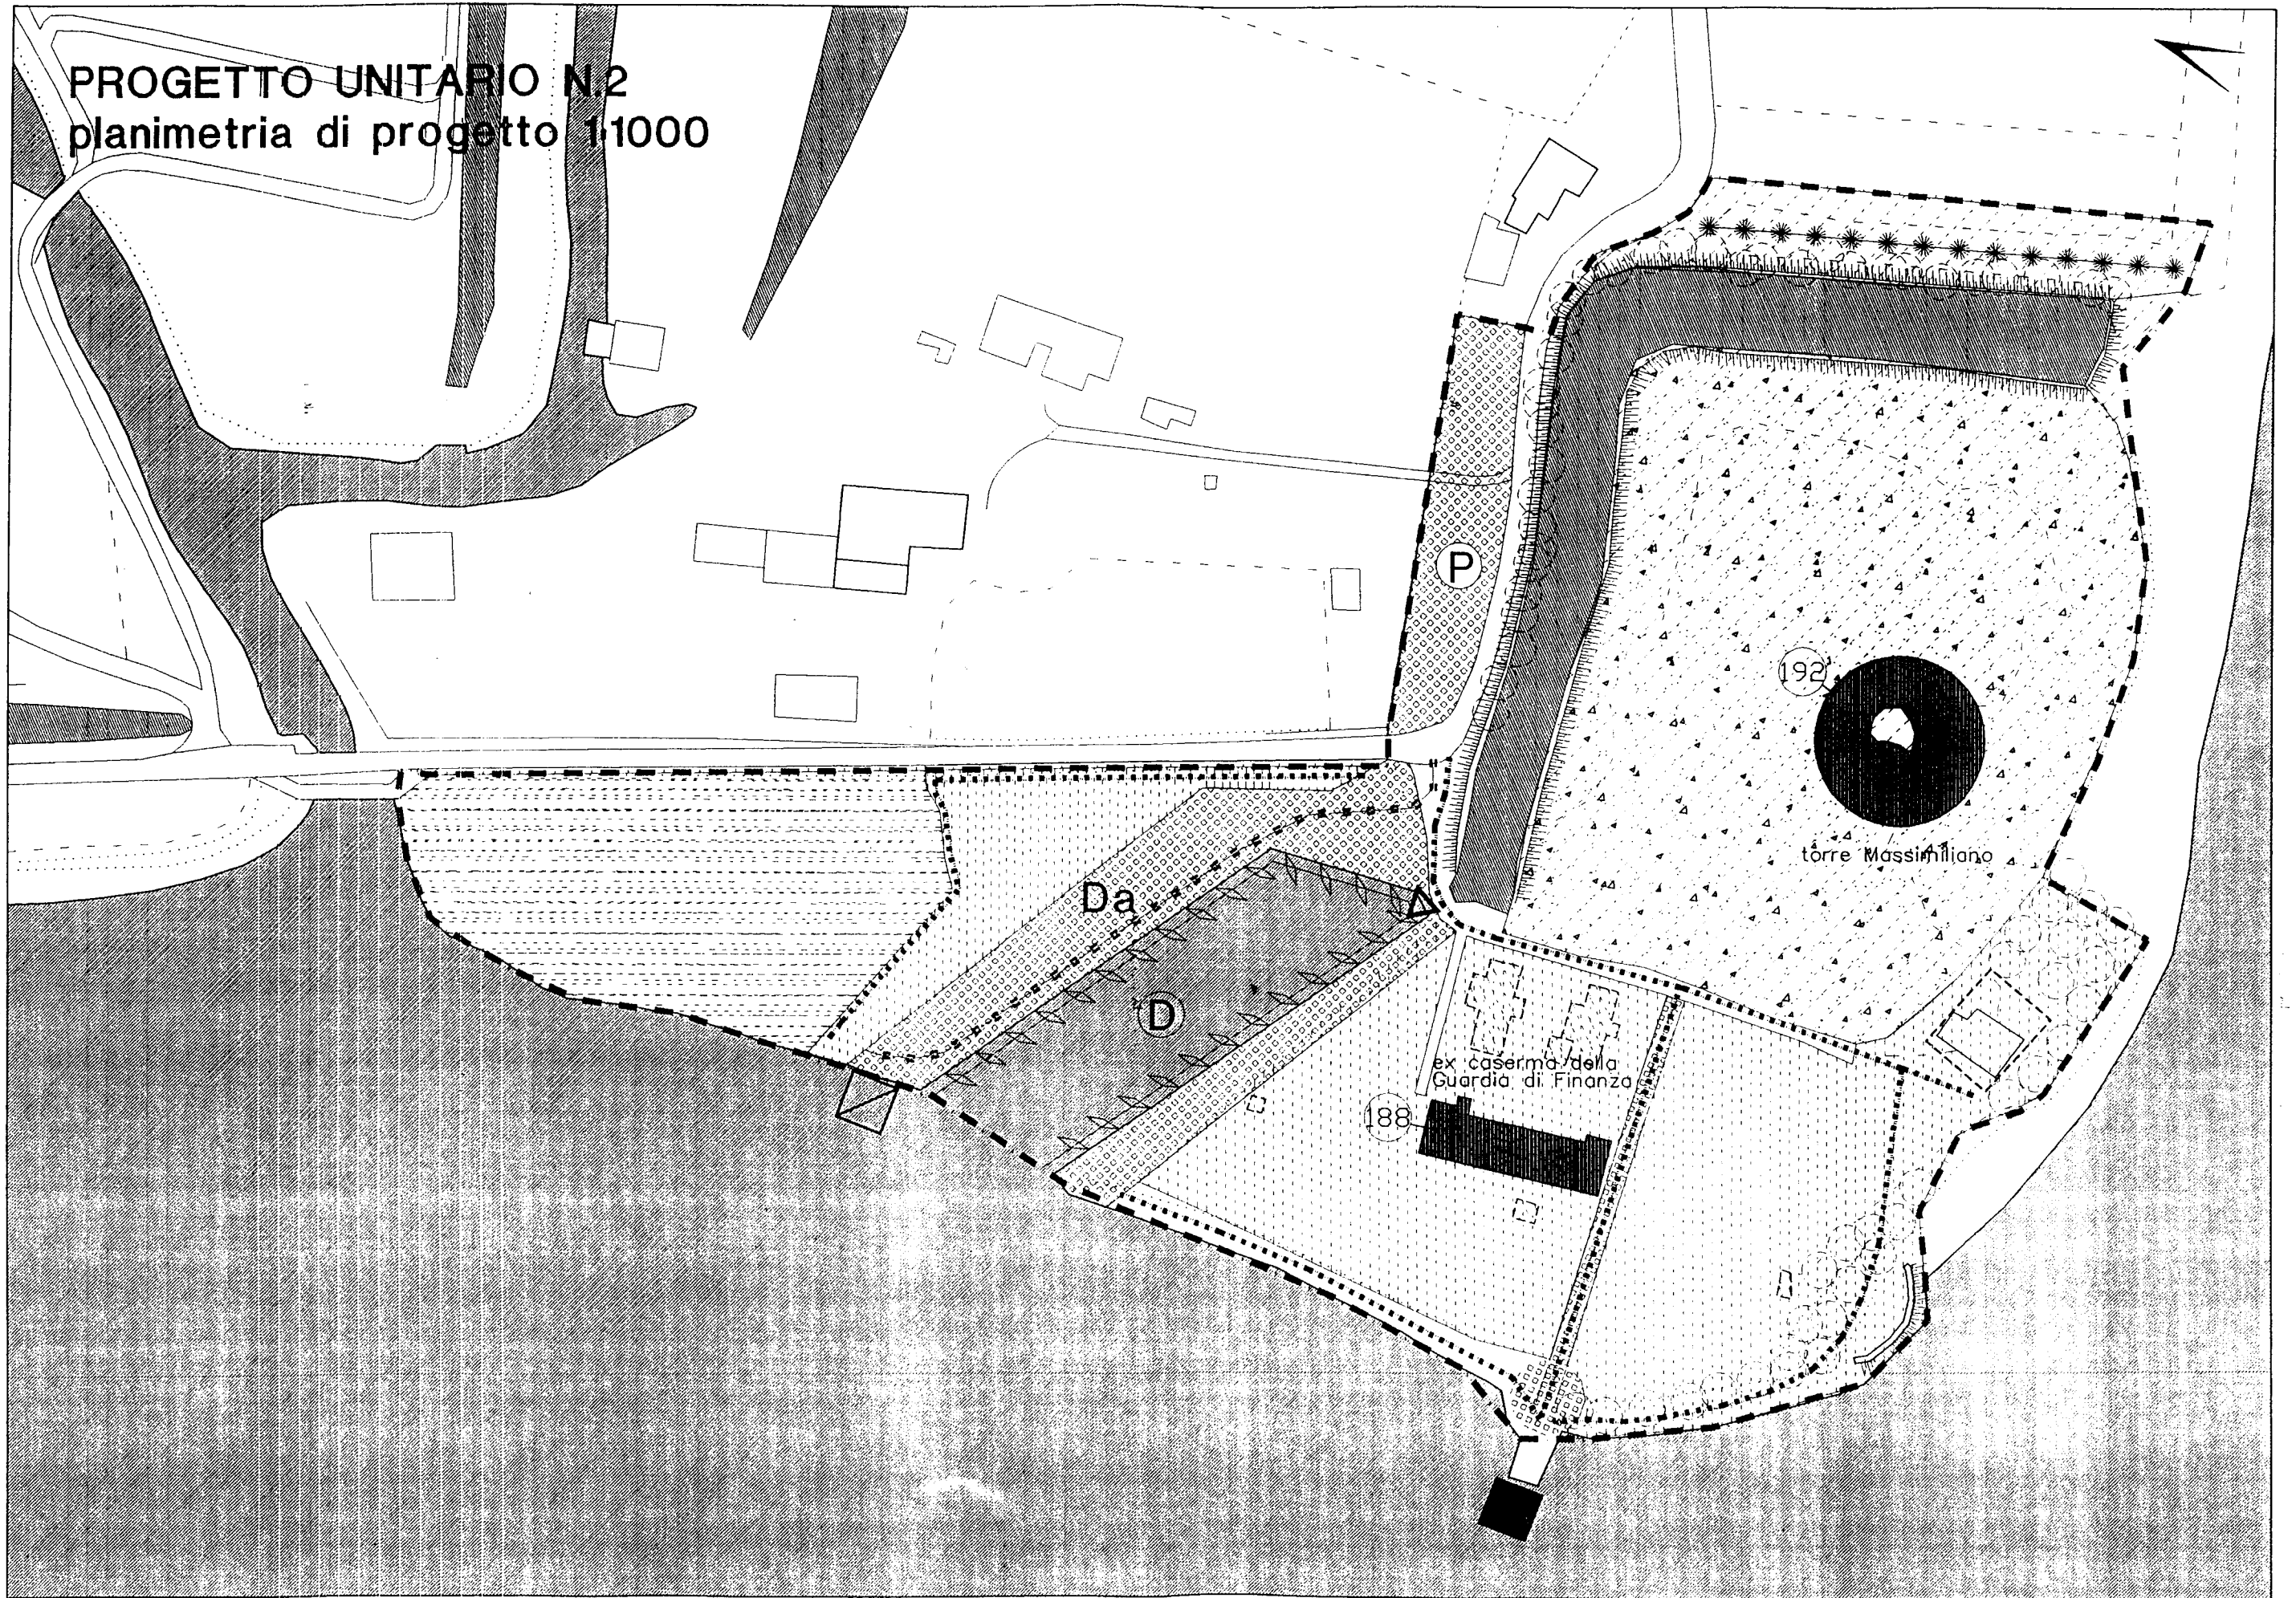 PROGETTO UNITARIO N.2
planimetria di progetto 1:1000
P
192
torre Massimiliano
Da
D
ex caserma della
Guardia di Finanza
188